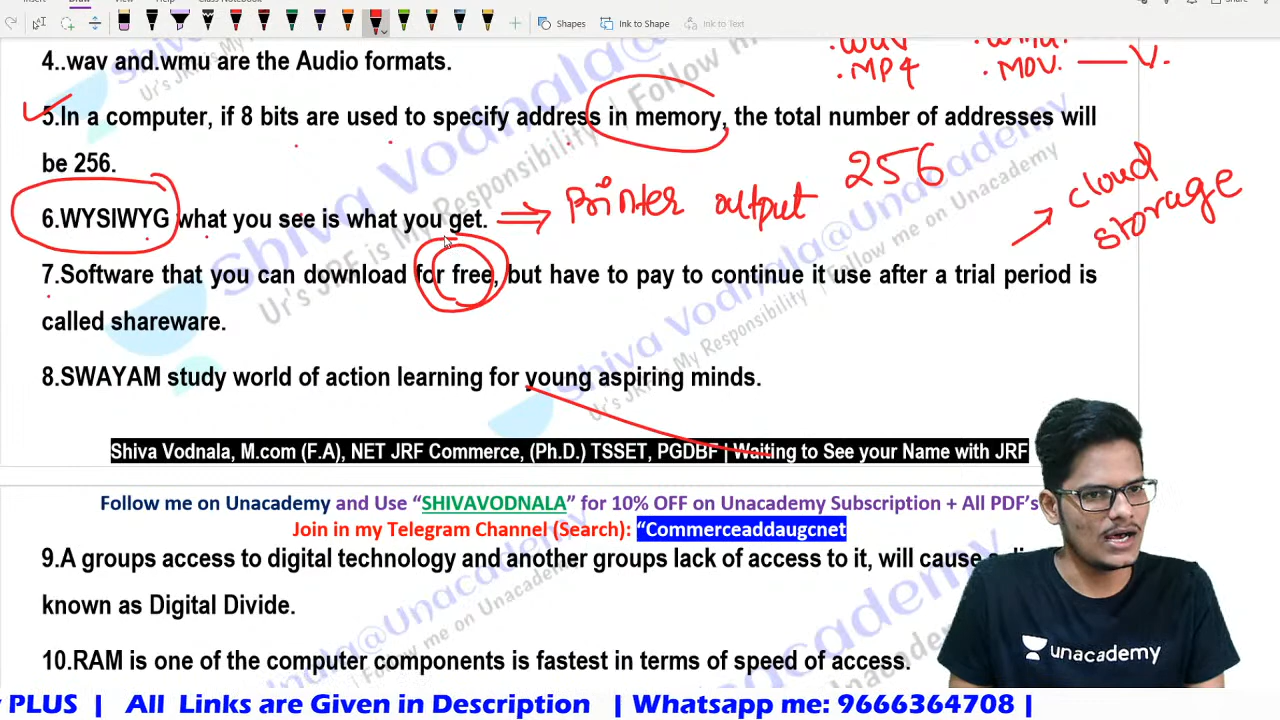 Shapes Ink to Shape Ink to Text
.MP4 .MOV. — V.
4..wav and.wmu are the Audio formats.
5.In a computer, if 8 bits are used to specify address in memory, the total number of addresses will
be 256.
256
cloud
storage
6.WYSIWYG what you see is what you get. ⇒ Printer output
7.Software that you can download for free, but have to pay to continue it use after a trial period is
called shareware.
8.SWAYAM study world of action learning for young aspiring minds.
Shiva Vodnala, M.com (F.A), NET JRF Commerce, (Ph.D.) TSSET, PGDBF | Waiting to See your Name with JRF
Follow me on Unacademy and Use “SHIVAVODNALA” for 10% OFF on Unacademy Subscription + All PDF's
Join in my Telegram Channel (Search): “Commerceaddaugcnet
9.A groups access to digital technology and another groups lack of access to it, will cause
known as Digital Divide.
10.RAM is one of the computer components is fastest in terms of speed of access.
unacademy
PLUS | All Links are Given in Description | Whatsapp me: 9666364708 |